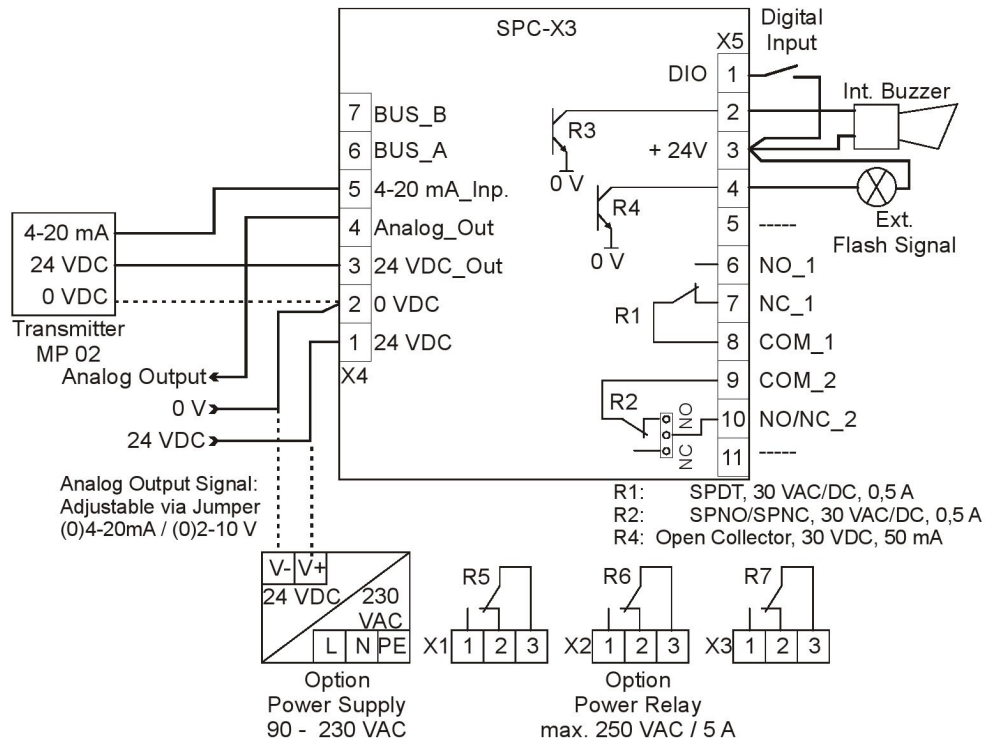 SPC-X3
Digital
Input
X5
DIO 1
Int. Buzzer
7 BUS_B
2
R3
6 BUS_A
+ 24V 3
0 V
5 4-20 mA_Inp.
4
R4
4-20 mA
4 Analog_Out
5 -----
Ext.
Flash Signal
0 V
24 VDC
3 24 VDC_Out
6 NO_1
0 VDC
2 0 VDC
7 NC_1
R1
Transmitter
MP 02
1 24 VDC
8 COM_1
X4
Analog Output
9 COM_2
0 V
R2
NO
10 NO/NC_2
24 VDC
NC
11 -----
Analog Output Signal:
Adjustable via Jumper
(0)4-20mA / (0)2-10 V
R1: SPDT, 30 VAC/DC, 0,5 A
R2: SPNO/SPNC, 30 VAC/DC, 0,5 A
R4: Open Collector, 30 VDC, 50 mA
V- V+
24 VDC
230
VAC
L N PE
R5
X1 1 2 3
R6
X2 1 2 3
R7
X3 1 2 3
Option
Power Supply
90 - 230 VAC
Option
Power Relay
max. 250 VAC / 5 A